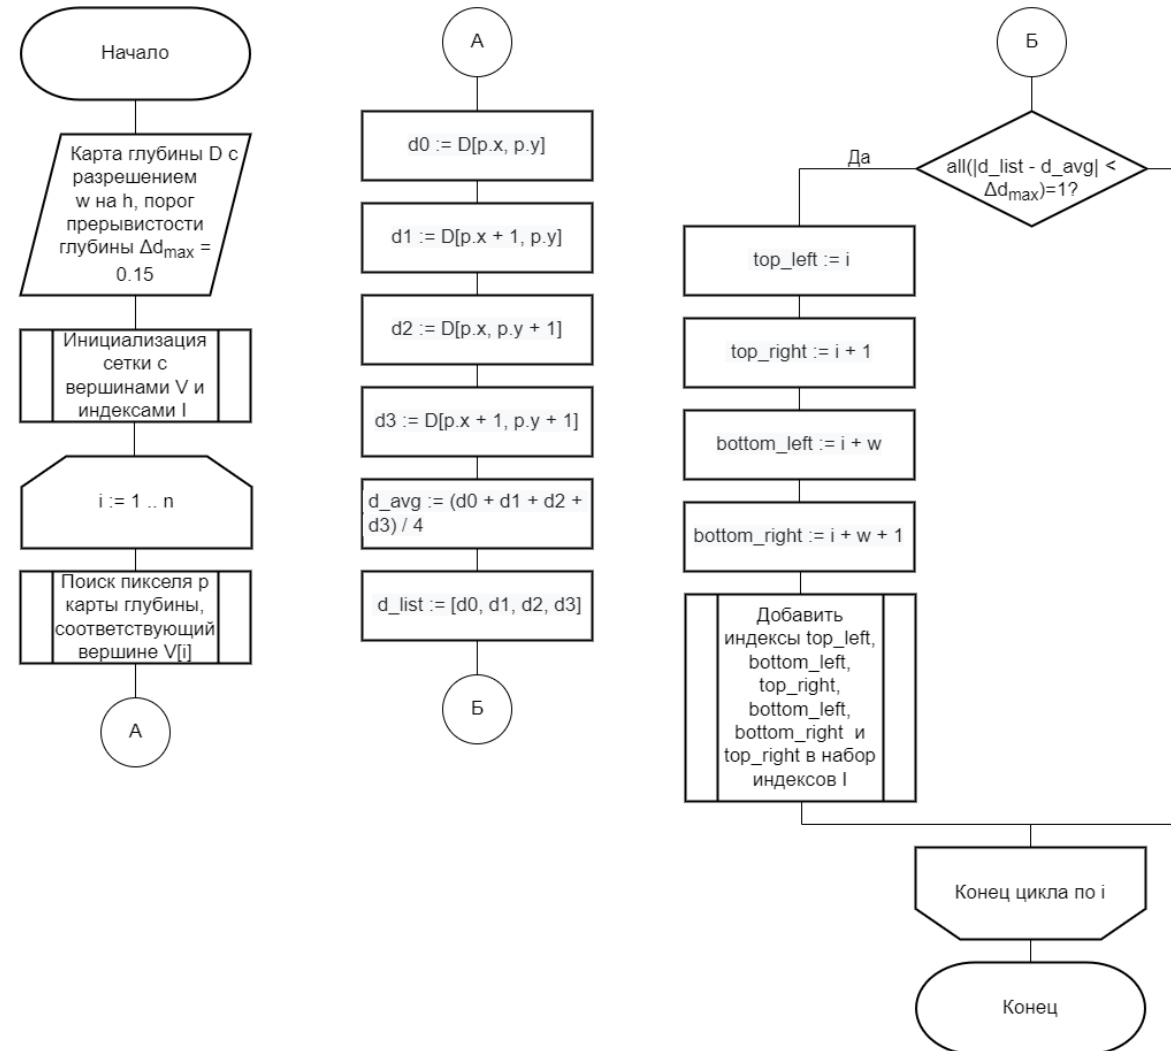 Начало
Карта глубины D с
разрешением
w на h, порог
прерывистости
глубины Δd_max =
0.15
Инициализация
сетки с
вершинами V и
индексами I
i := 1 .. n
Поиск пикселя p
карты глубины,
соответствующий
вершине V[i]
А
А
d0 := D[p.x, p.y]
d1 := D[p.x + 1, p.y]
d2 := D[p.x, p.y + 1]
d3 := D[p.x + 1, p.y + 1]
d_avg := (d0 + d1 + d2 +
d3) / 4
d_list := [d0, d1, d2, d3]
Б
Б
all(|d_list - d_avg| <
Δd_max)=1?
Да
top_left := i
top_right := i + 1
bottom_left := i + w
bottom_right := i + w + 1
Добавить
индексы top_left,
bottom_left,
top_right,
bottom_left,
bottom_right и
top_right в набор
индексов I
Конец цикла по i
Конец